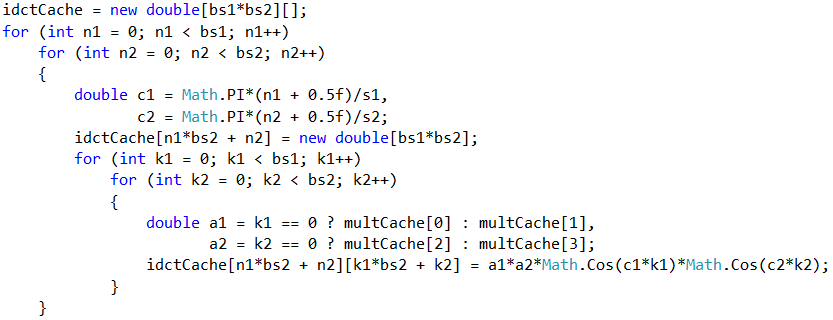 idctCache = new double[bs1*bs2][];
for (int n1 = 0; n1 < bs1; n1++)
    for (int n2 = 0; n2 < bs2; n2++)
    {
        double c1 = Math.PI*(n1 + 0.5f)/s1,
               c2 = Math.PI*(n2 + 0.5f)/s2;
        idctCache[n1*bs2 + n2] = new double[bs1*bs2];
        for (int k1 = 0; k1 < bs1; k1++)
            for (int k2 = 0; k2 < bs2; k2++)
            {
                double a1 = k1 == 0 ? multCache[0] : multCache[1],
                       a2 = k2 == 0 ? multCache[2] : multCache[3];
                idctCache[n1*bs2 + n2][k1*bs2 + k2] = a1*a2*Math.Cos(c1*k1)*Math.Cos(c2*k2);
            }
    }